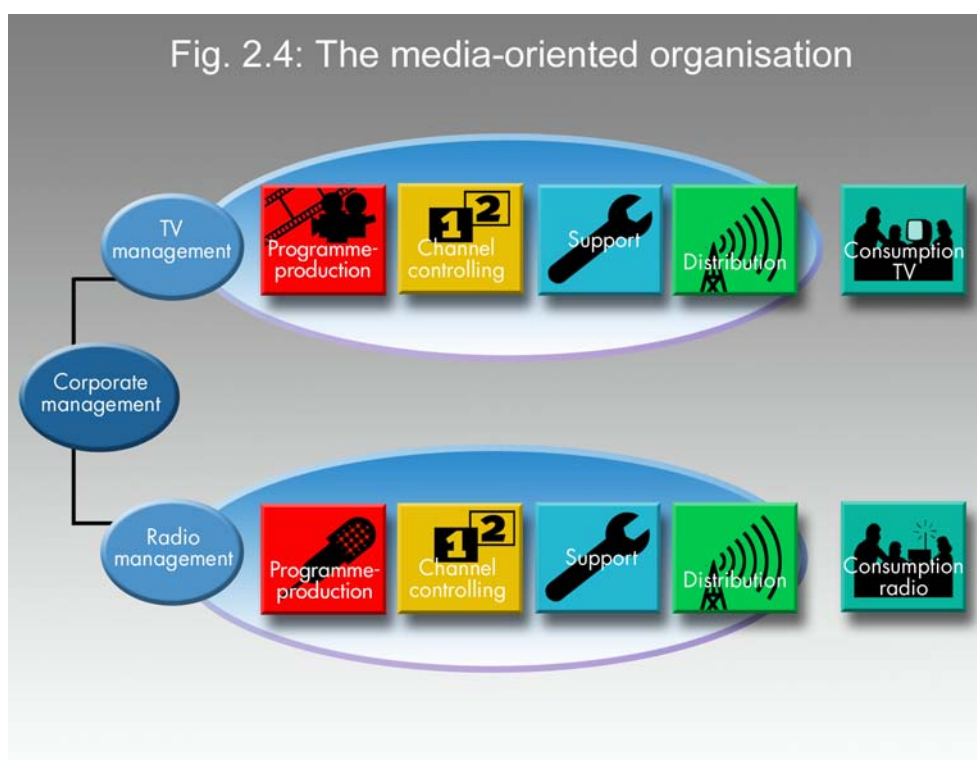 Fig. 2.4: The media-oriented organisation
TV
management
Programme-
production
1 2
Channel
controlling
Support
Distribution
Consumption
TV
Corporate
management
Radio
management
Programme-
production
1 2
Channel
controlling
Support
Distribution
Consumption
radio